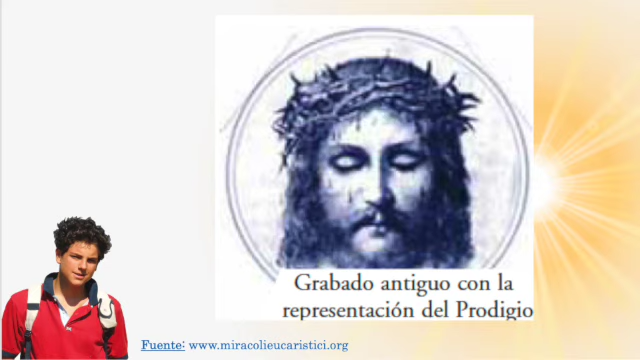 Grabado antiguo con la
representación del Prodigio
Fuente: www.miracolieucaristici.org